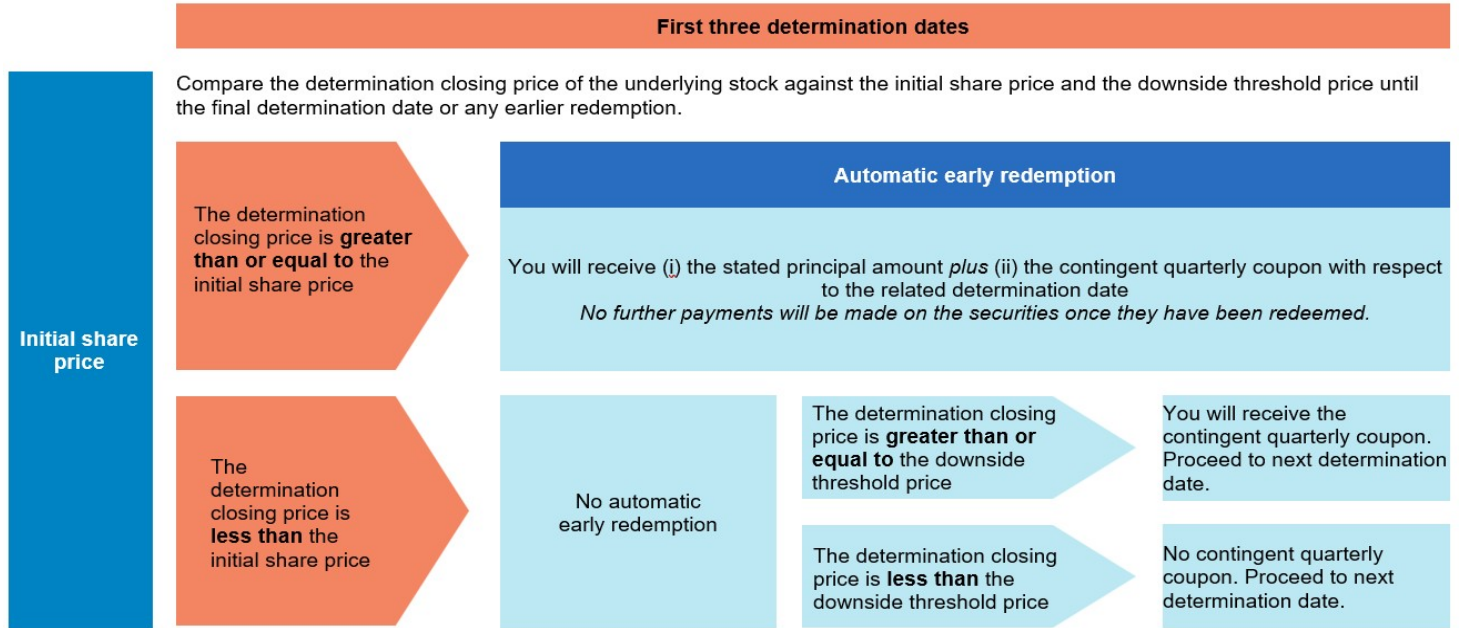 First three determination dates
Compare the determination closing price of the underlying stock against the initial share price and the downside threshold price until
the final determination date or any earlier redemption.
Initial share
price
The determination
closing price is greater
than or equal to the
initial share price
Automatic early redemption
You will receive (i) the stated principal amount plus (ii) the contingent quarterly coupon with respect
to the related determination date
No further payments will be made on the securities once they have been redeemed.
The
determination
closing price is
less than the
initial share price
No automatic
early redemption
The determination closing
price is greater than or
equal to the downside
threshold price
You will receive the
contingent quarterly coupon.
Proceed to next determination
date.
The determination closing
price is less than the
downside threshold price
No contingent quarterly
coupon. Proceed to next
determination date.